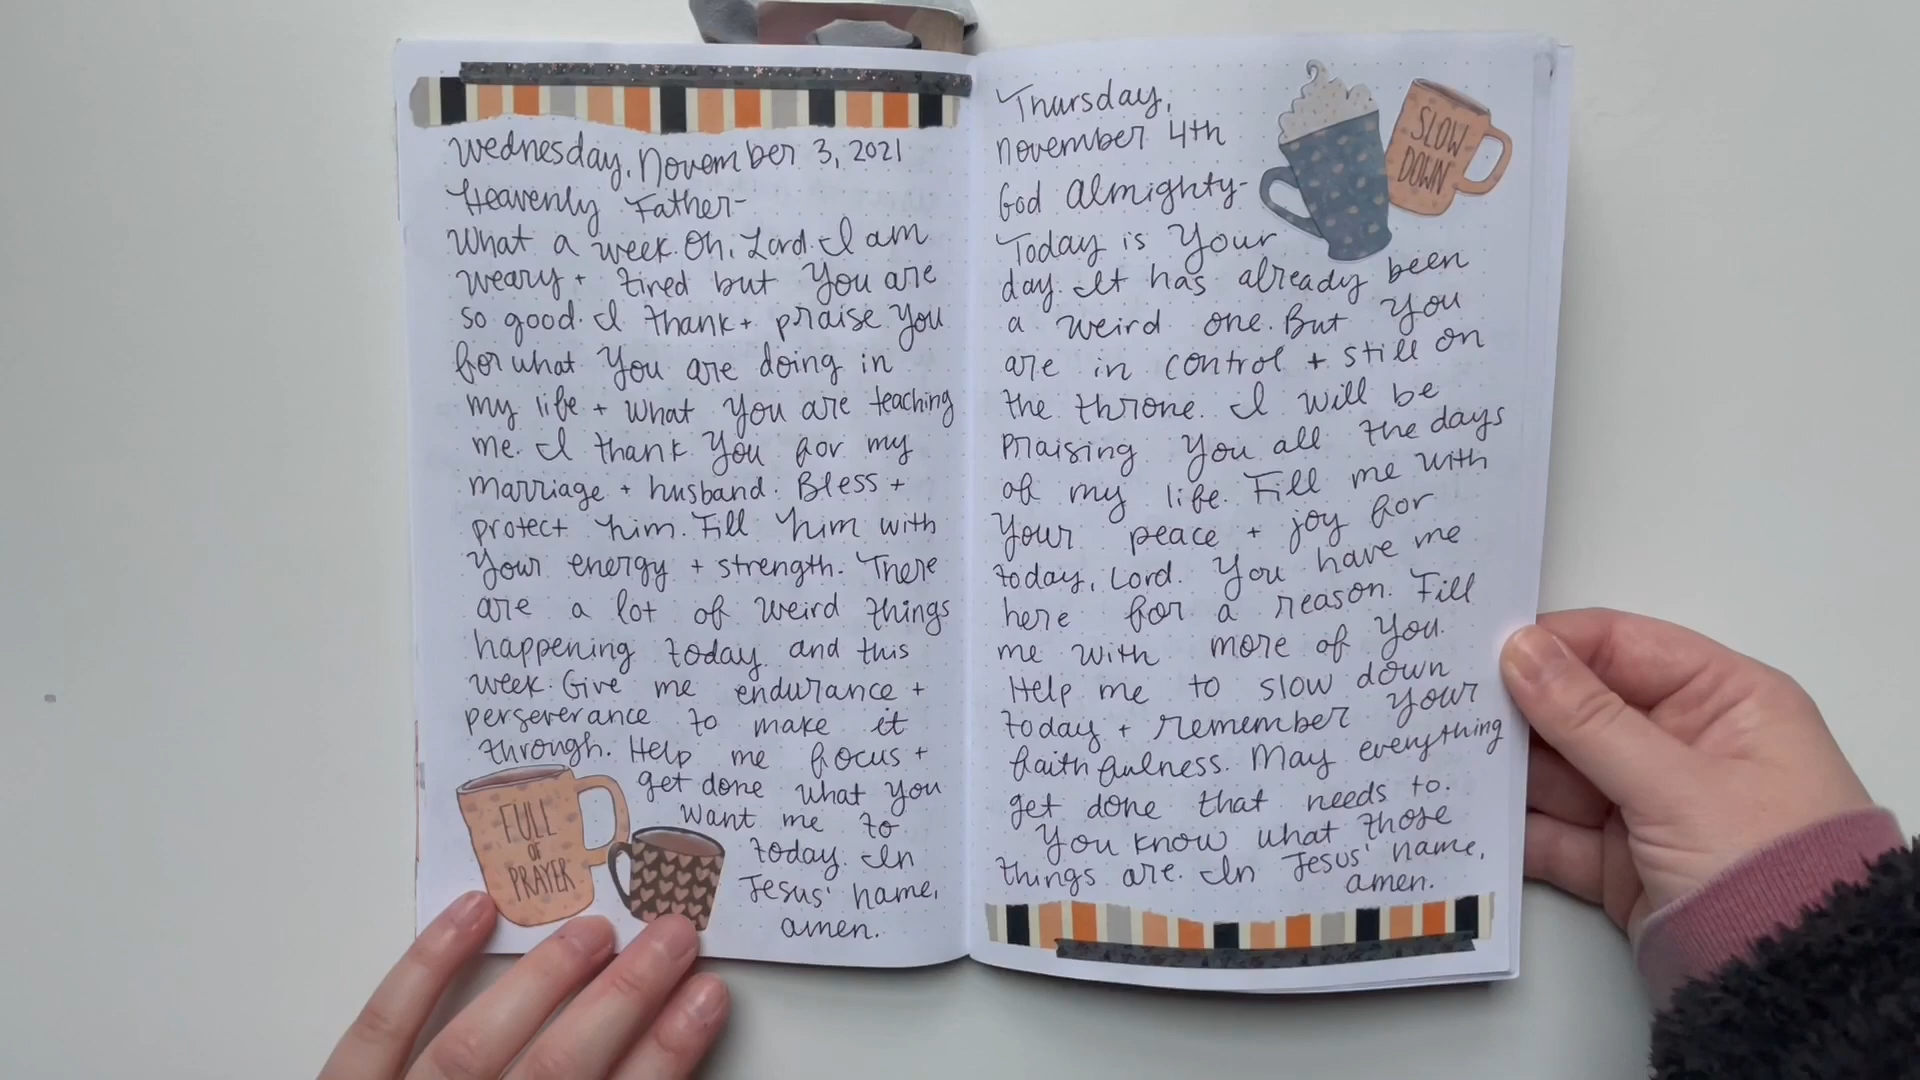 Wednesday, November 3, 2021
Heavenly Father-
What a week. Oh, Lord. I am
weary + tired but You are
so good. I thank + praise You
for what You are doing in
my life + what You are teaching
me. I thank You for my
marriage + husband. Bless +
protect him. Fill him with
Your energy + strength. There
are a lot of weird things
happening today and this
week. Give me endurance +
perseverance to make it
through. Help me focus +
get done what You
want me to
today. In
Jesus' name,
amen.
FULL
OF
PRAYER
Thursday,
November 4th
God Almighty-
Today is Your
day. It has already been
a weird one. But You
are in control + still on
the throne. I will be
praising You all the days
of my life. Fill me with
Your peace + joy for
today, Lord. You have me
here for a reason. Fill
me with more of You.
Help me to slow down
today + remember Your
faithfulness. May everything
get done that needs to.
You know what those
things are. In Jesus' name,
amen.
SLOW
DOWN